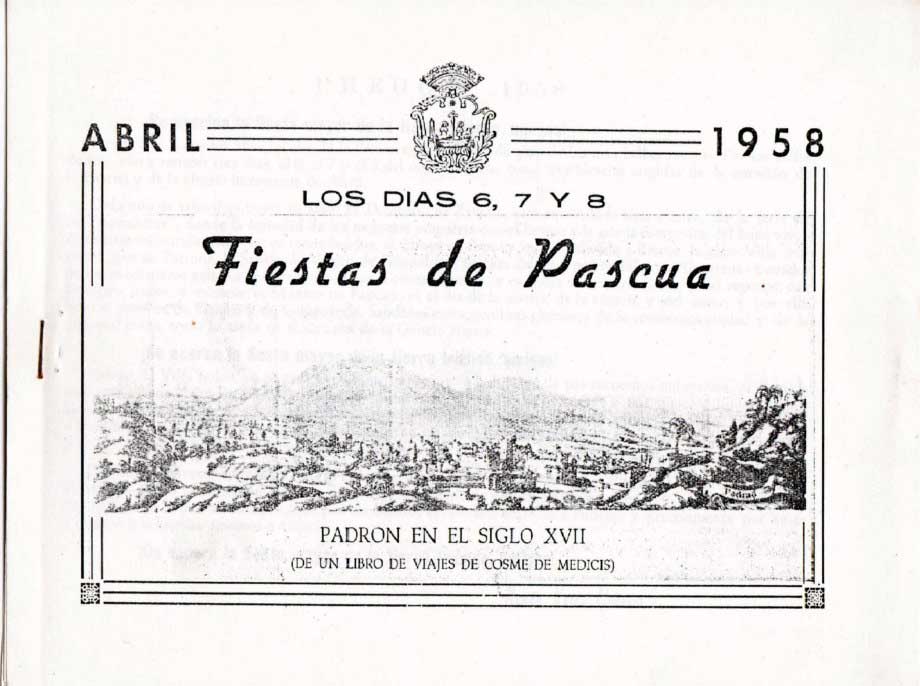 ABRIL 1958
LOS DIAS 6, 7 Y 8
Fiestas de Pascua
Padrao
PADRON EN EL SIGLO XVII
(DE UN LIBRO DE VIAJES DE COSME DE MEDICIS)